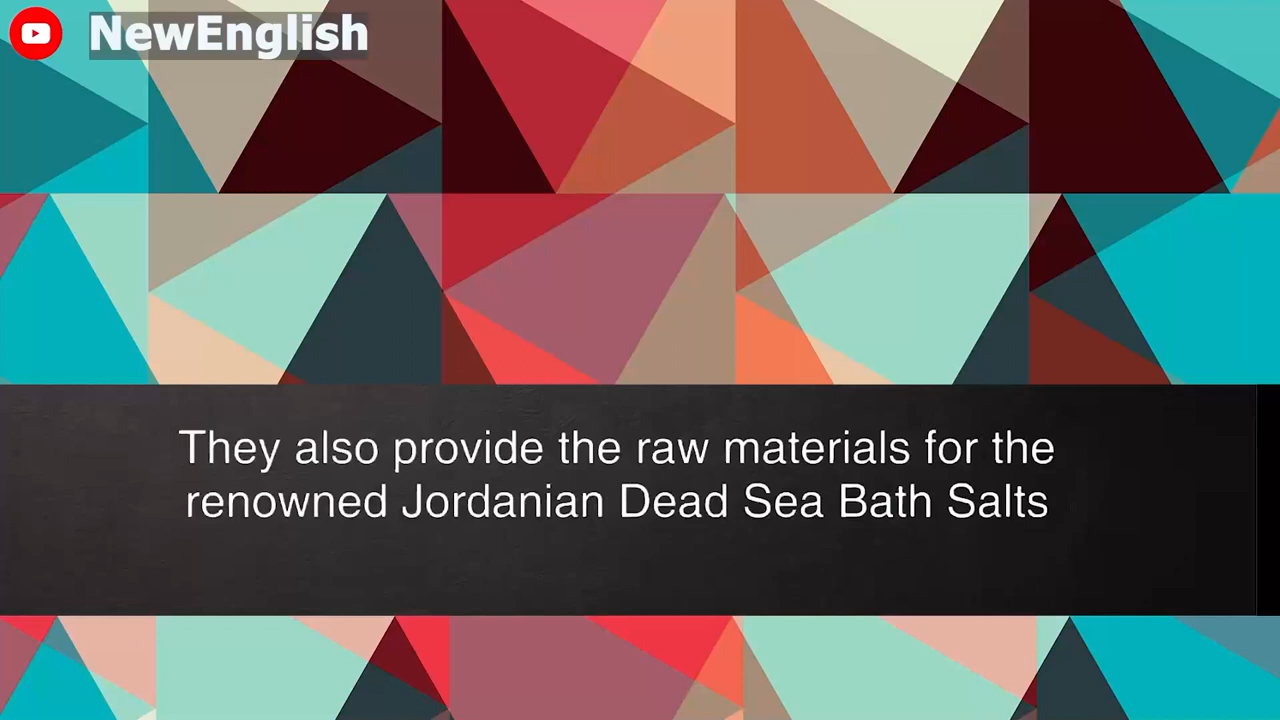 NewEnglish
They also provide the raw materials for the
renowned Jordanian Dead Sea Bath Salts